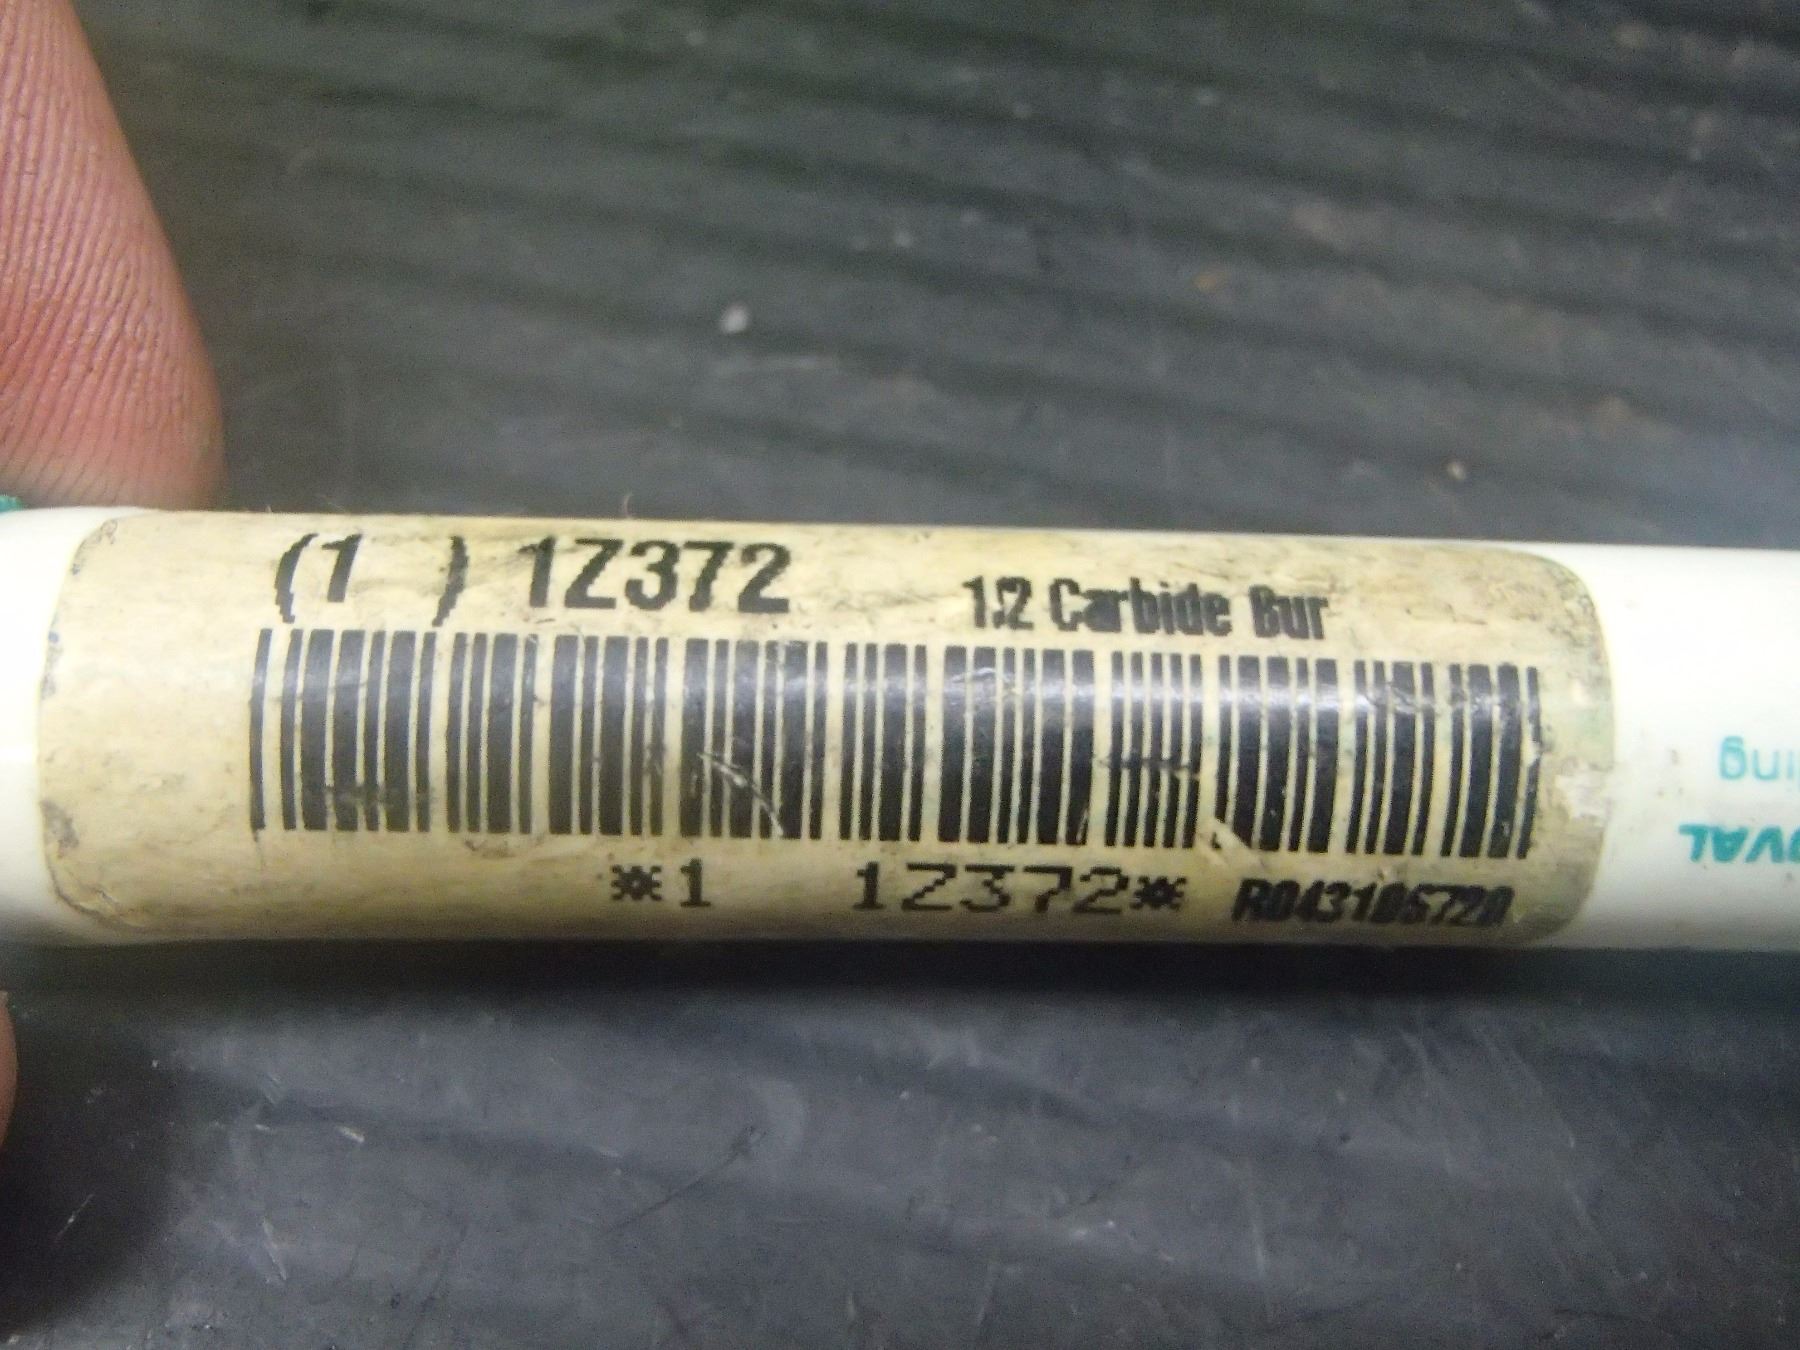 (1 ) 1Z372 1/2 Carbide Bur
*1 1Z372* R043106720